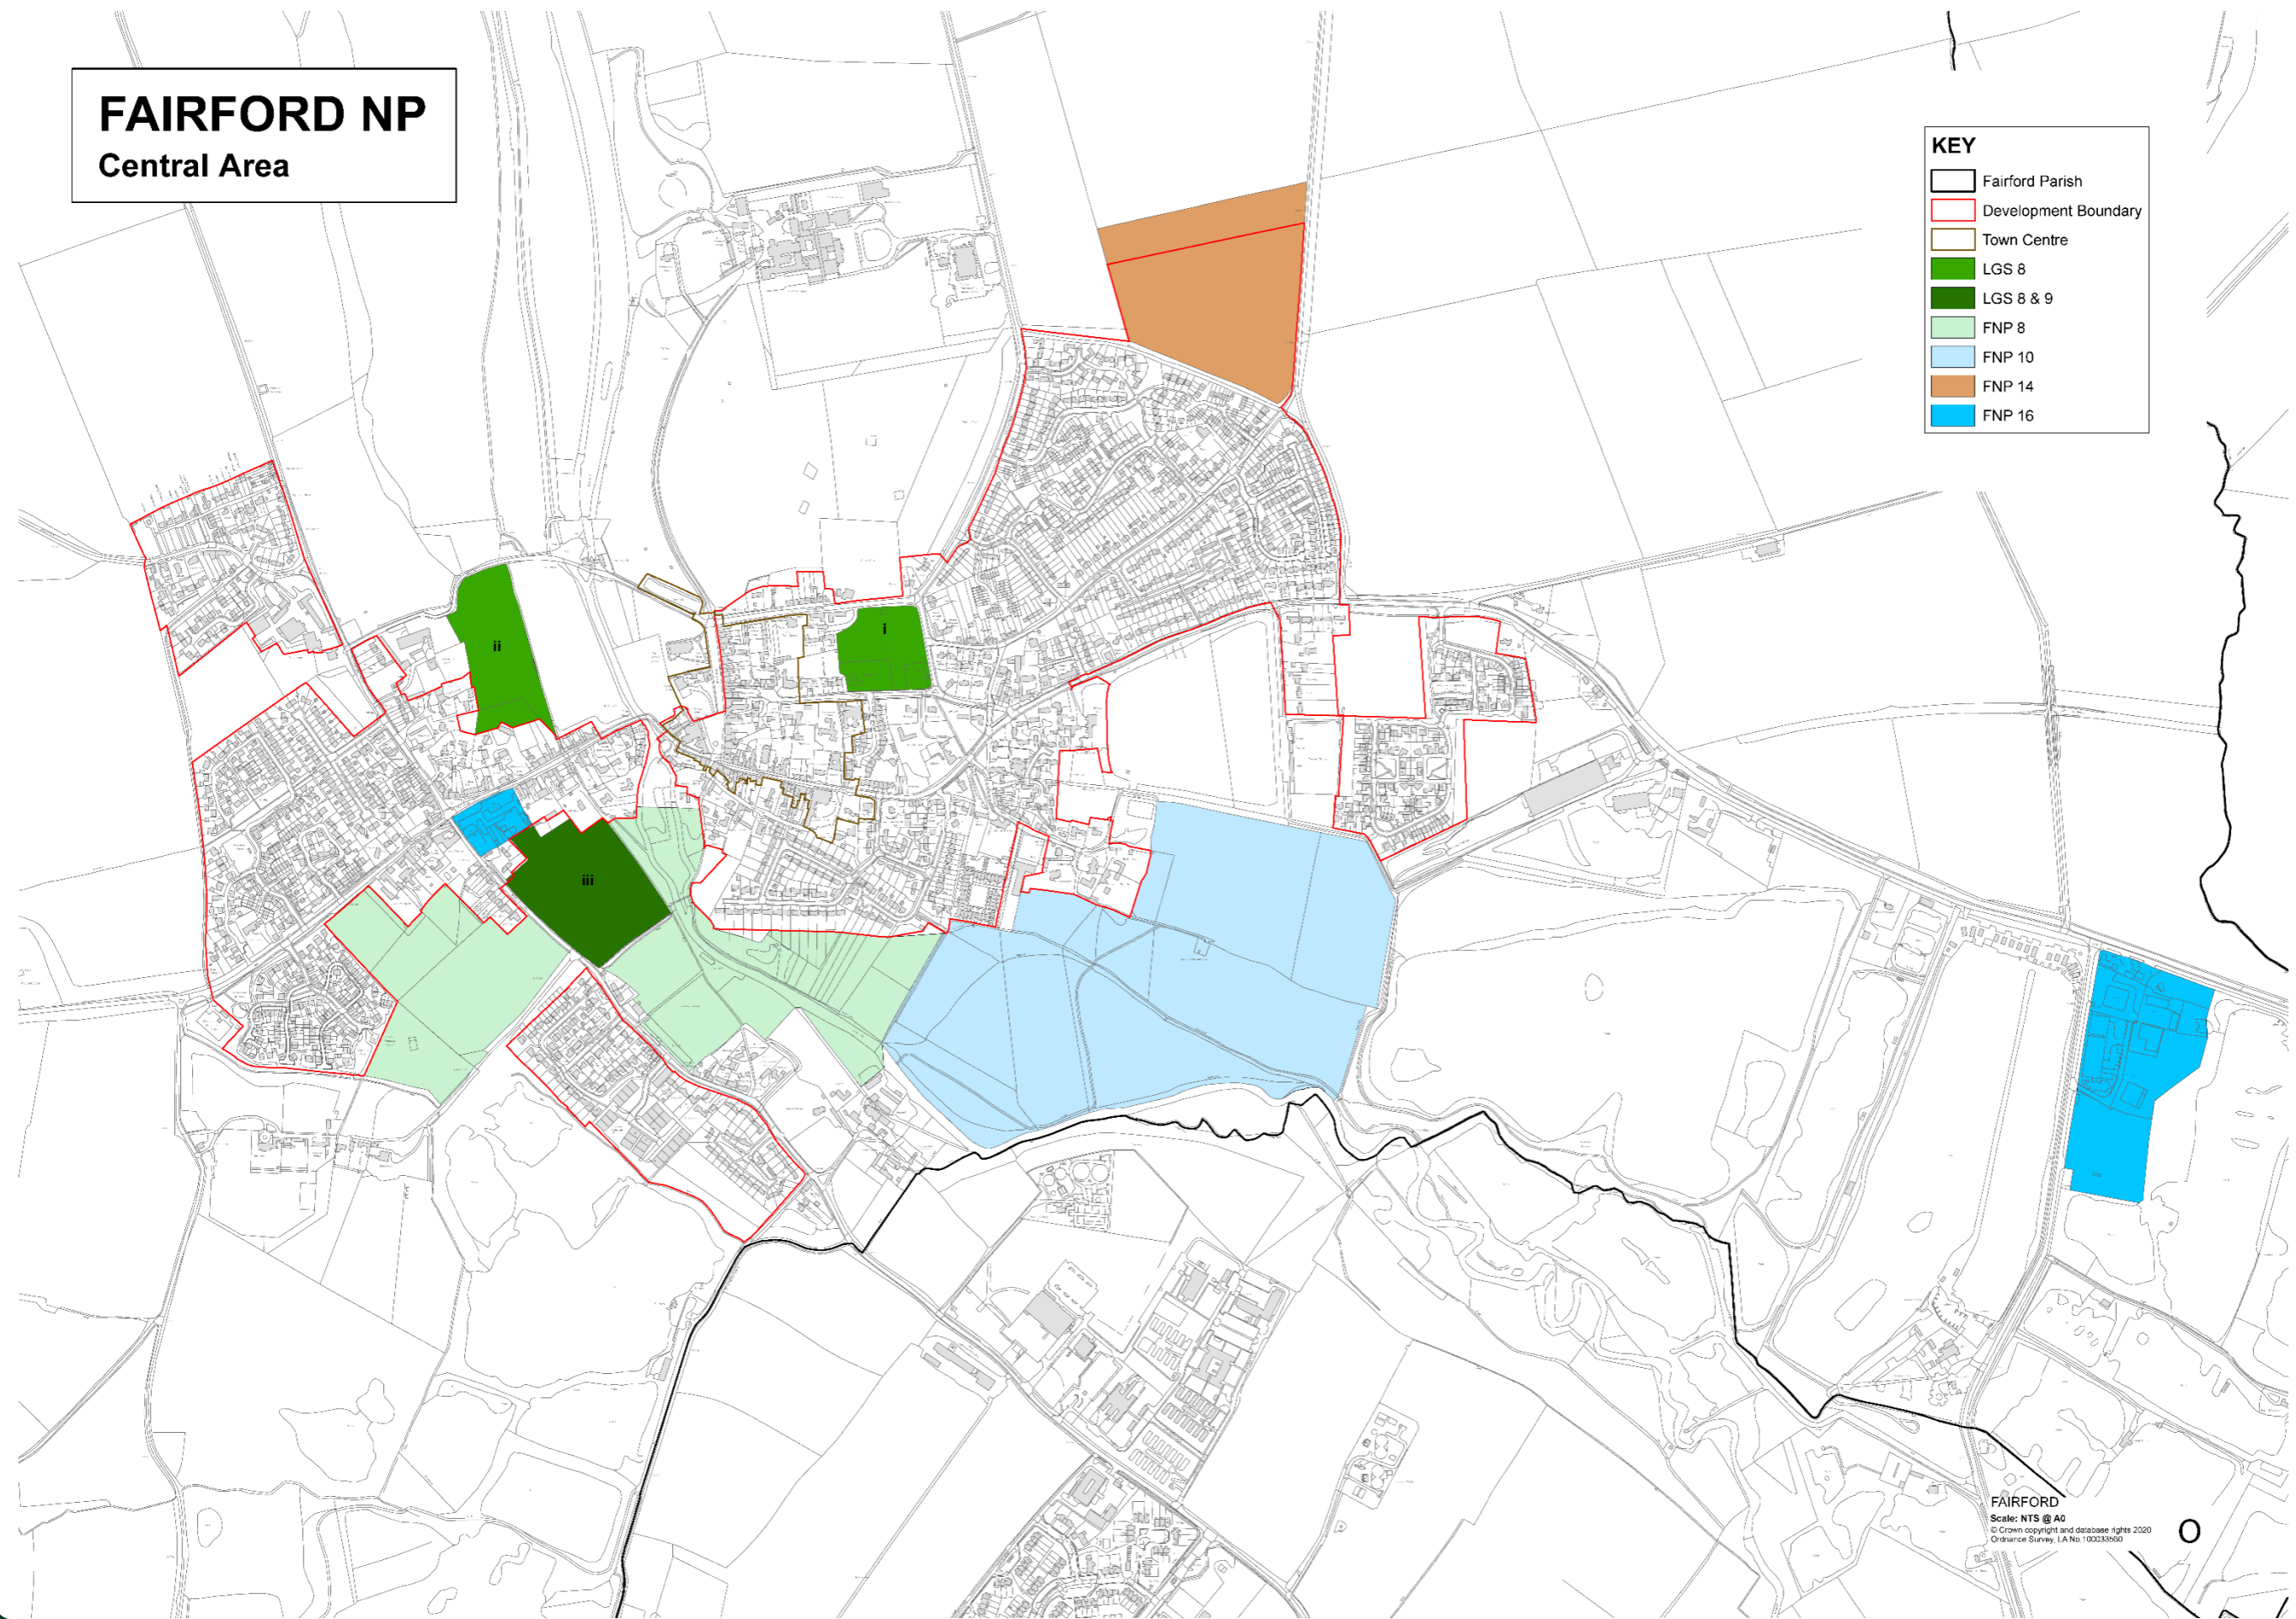 FAIRFORD NP
Central Area
KEY
Fairford Parish
Development Boundary
Town Centre
LGS 8
LGS 8 & 9
FNP 8
FNP 10
FNP 14
FNP 16
i
ii
iii
FAIRFORD
Scale: NTS @ A0
© Crown copyright and database rights 2020
Ordnance Survey, LA No.100033560